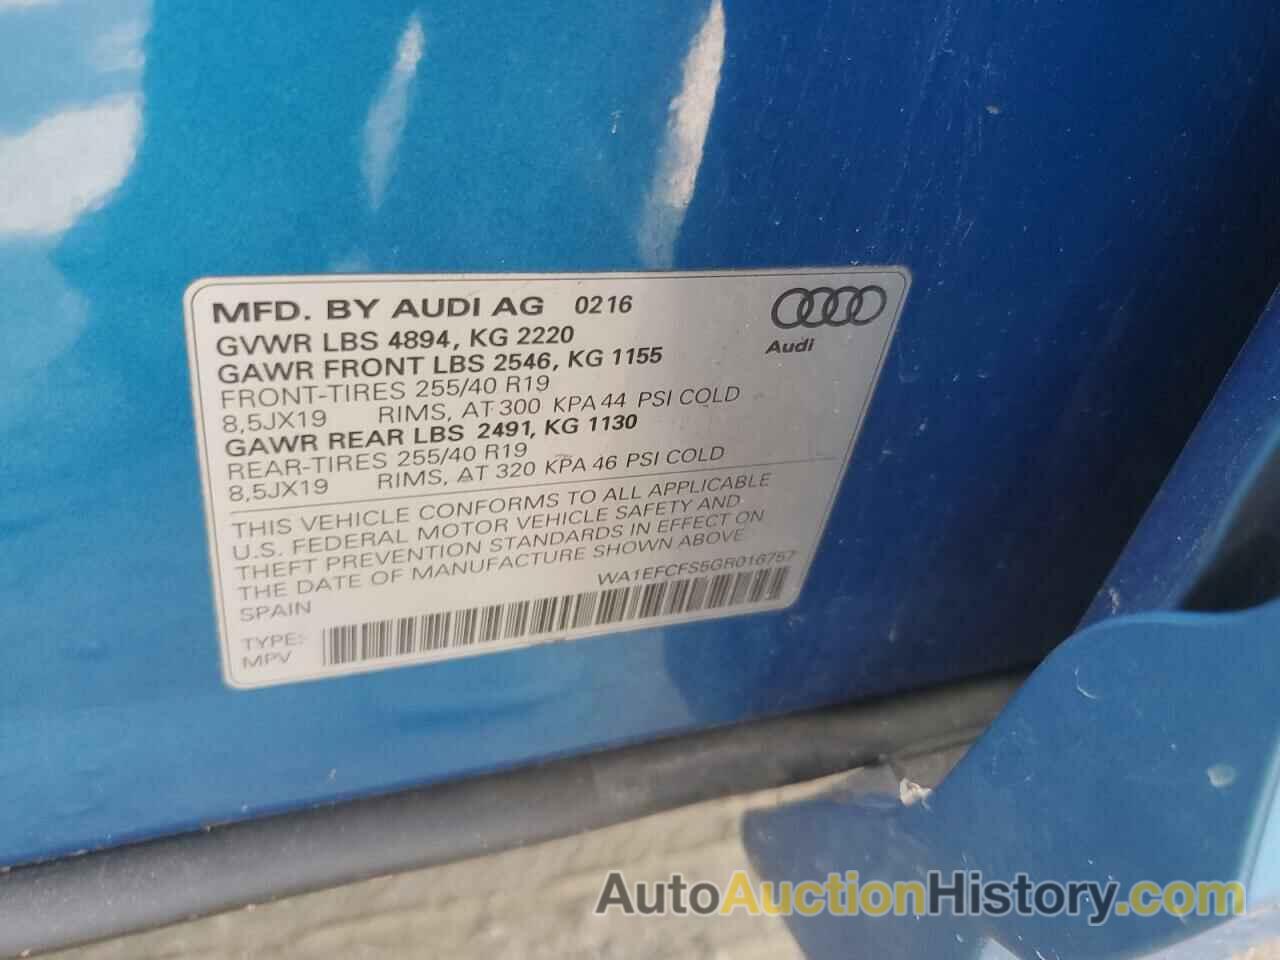 MFD. BY AUDI AG 0216
Audi
GVWR LBS 4894, KG 2220
GAWR FRONT LBS 2546, KG 1155
FRONT-TIRES 255/40 R19
8,5JX19 RIMS, AT 300 KPA 44 PSI COLD
GAWR REAR LBS 2491, KG 1130
REAR-TIRES 255/40 R19
8,5JX19 RIMS, AT 320 KPA 46 PSI COLD
THIS VEHICLE CONFORMS TO ALL APPLICABLE
U.S. FEDERAL MOTOR VEHICLE SAFETY AND
THEFT PREVENTION STANDARDS IN EFFECT ON
THE DATE OF MANUFACTURE SHOWN ABOVE
SPAIN WA1EFCFS5GR016757
TYPE:
MPV
AutoAuctionHistory.com